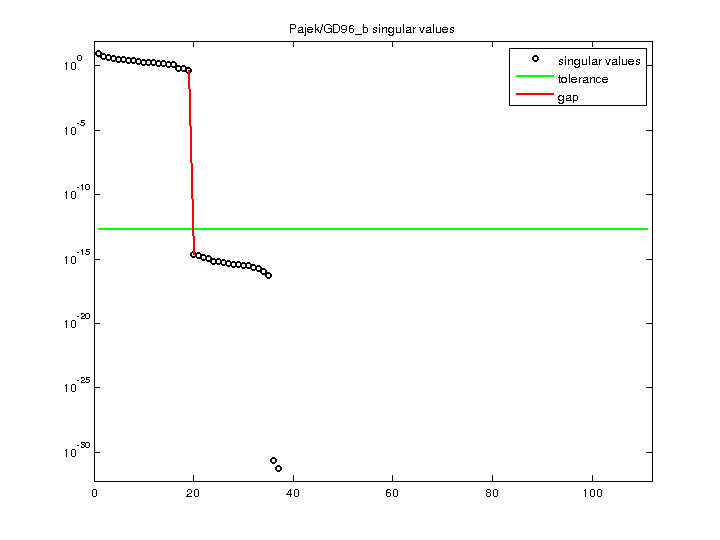 Pajek/GD96_b singular values
singular values
tolerance
gap
10^0
10^-5
10^-10
10^-15
10^-20
10^-25
10^-30
0 20 40 60 80 100